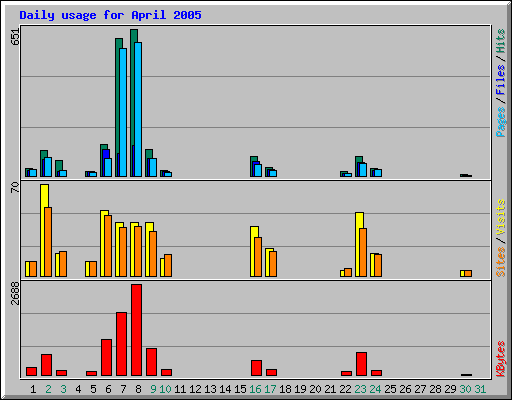 Daily usage for April 2005
651
Pages / Files / Hits
70
Sites / Visits
2688
KBytes
1 2 3 4 5 6 7 8 9 10 11 12 13 14 15 16 17 18 19 20 21 22 23 24 25 26 27 28 29 30 31